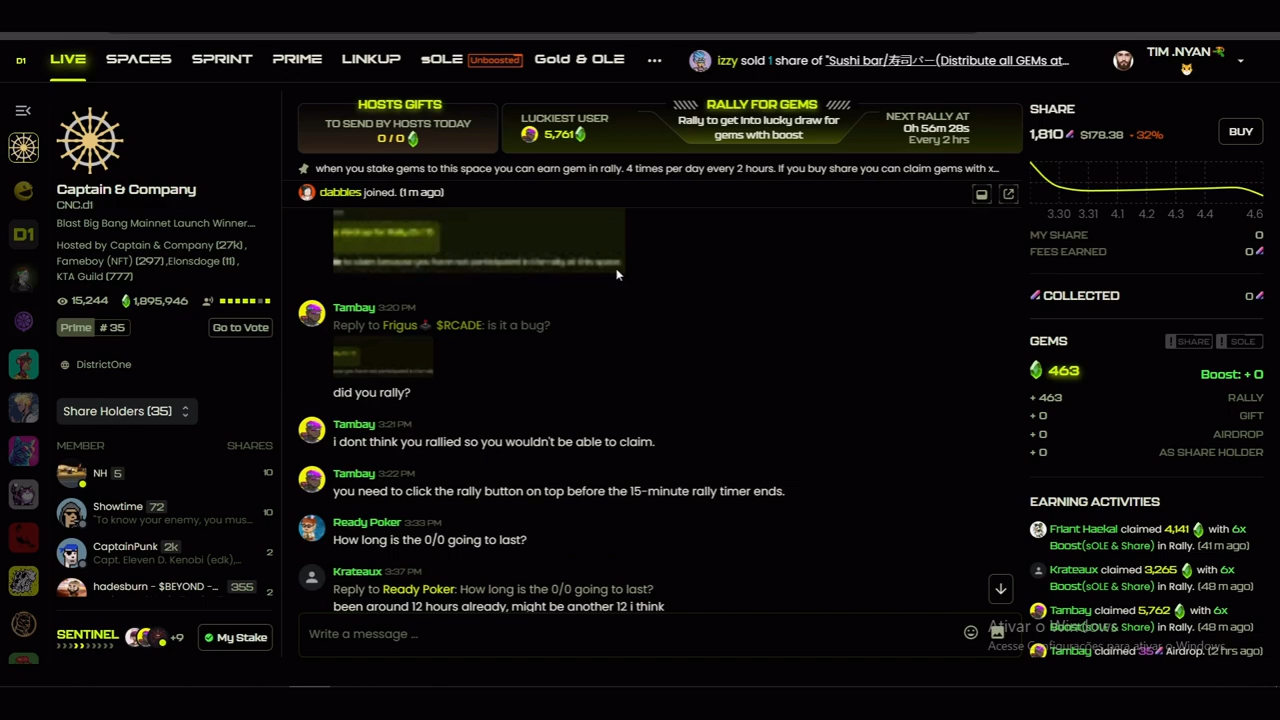 D1 LIVE SPACES SPRINT PRIME LINKUP sOLE Unboosted Gold & OLE ... izzy sold 1 share of "Sushi bar/寿司バー(Distribute all GEMs at... TIM .NYAN
Captain & Company
CNC.d1
Blast Big Bang Mainnet Launch Winner....
Hosted by Captain & Company (27k) ,
Fameboy (NFT) (297) ,Elonsdoge (11) ,
KTA Guild (777)
15,244 1,895,946
Prime # 35 Go to Vote
DistrictOne
Share Holders (35)
MEMBER SHARES
NH 5 10
Showtime 72 10
"To know your enemy, you mus...
CaptainPunk 2k 2
Capt. Eleven D. Kenobi (edk),...
hadesburn - $BEYOND -... 355 2
SENTINEL +9 My Stake
HOSTS GIFTS
TO SEND BY HOSTS TODAY
0 / 0
LUCKIEST USER
5,761
RALLY FOR GEMS
Rally to get into lucky draw for
gems with boost
NEXT RALLY AT
0h 56m 28s
Every 2 hrs
when you stake gems to this space you can earn gem in rally. 4 times per day every 2 hours. If you buy share you can claim gems with x...
dabbles joined. (1 m ago)
Tambay 3:20 PM
Reply to Frigus $RCADE: is it a bug?
did you rally?
Tambay 3:21 PM
i dont think you rallied so you wouldn't be able to claim.
Tambay 3:22 PM
you need to click the rally button on top before the 15-minute rally timer ends.
Ready Poker 3:33 PM
How long is the 0/0 going to last?
Krateaux 3:37 PM
Reply to Ready Poker: How long is the 0/0 going to last?
been around 12 hours already, might be another 12 i think
Write a message ...
SHARE
1,810 $178.38 - 32% BUY
3.30 3.31 4.1 4.2 4.3 4.4 4.6
MY SHARE 0
FEES EARNED 0
COLLECTED 0
GEMS ! SHARE ! SOLE
463 Boost: + 0
+ 463 RALLY
+ 0 GIFT
+ 0 AIRDROP
+ 0 AS SHARE HOLDER
EARNING ACTIVITIES
Friant Haekal claimed 4,141 with 6x
Boost(sOLE & Share) in Rally. (41 m ago)
Krateaux claimed 3,265 with 6x
Boost(sOLE & Share) in Rally. (48 m ago)
Tambay claimed 5,762 with 6x
Boost(sOLE & Share) in Rally. (48 m ago)
Tambay claimed 35 Airdrop. (2 hrs ago)
Ativar o Windows
Acesse Configurações para ativar o Windows.